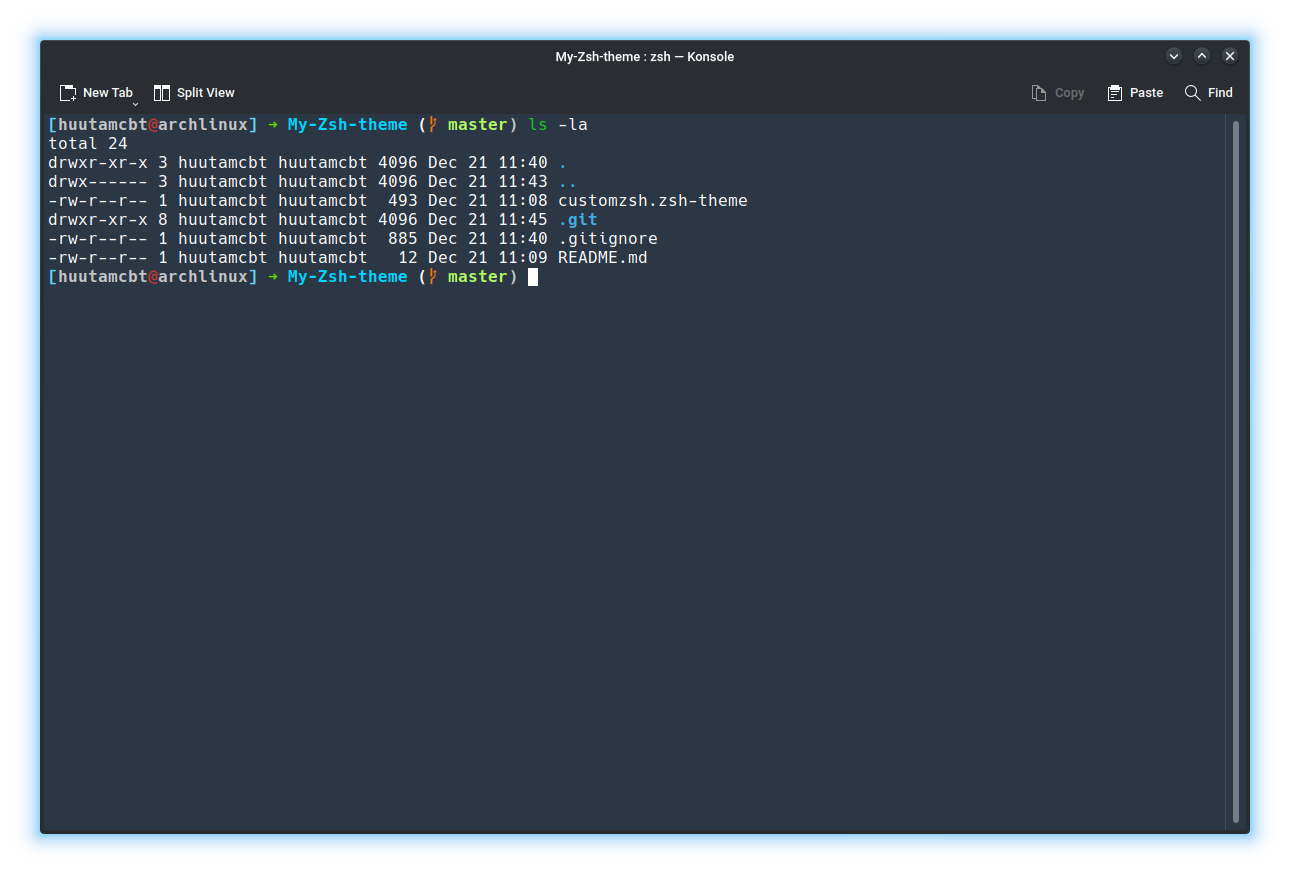 My-Zsh-theme : zsh — Konsole
New Tab Split View Copy Paste Find
[huutamcbt@archlinux] → My-Zsh-theme (ᚠ master) ls -la
total 24
drwxr-xr-x 3 huutamcbt huutamcbt 4096 Dec 21 11:40 .
drwx------ 3 huutamcbt huutamcbt 4096 Dec 21 11:43 ..
-rw-r--r-- 1 huutamcbt huutamcbt  493 Dec 21 11:08 customzsh.zsh-theme
drwxr-xr-x 8 huutamcbt huutamcbt 4096 Dec 21 11:45 .git
-rw-r--r-- 1 huutamcbt huutamcbt  885 Dec 21 11:40 .gitignore
-rw-r--r-- 1 huutamcbt huutamcbt   12 Dec 21 11:09 README.md
[huutamcbt@archlinux] → My-Zsh-theme (ᚠ master)